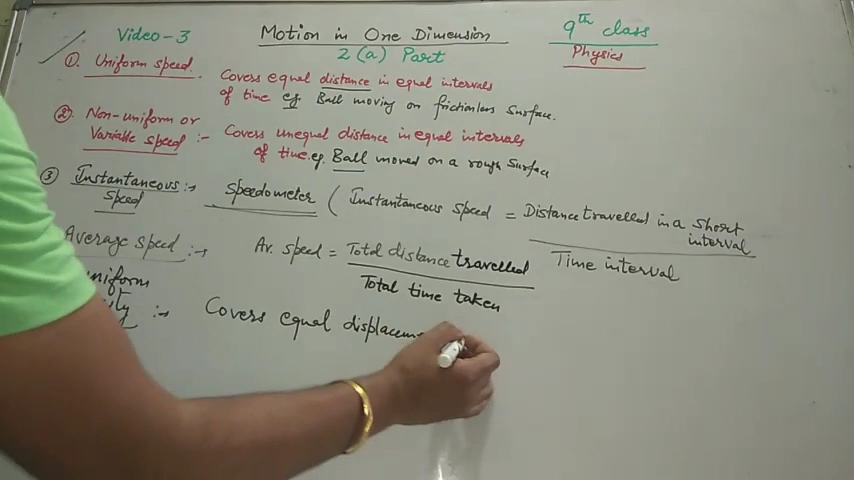 Video-3
Motion in One Dimension
9th class
2(a) Part
Physics
①. Uniform speed. Covers equal distance in equal intervals
of time eg. Ball moving on frictionless surface.
②. Non-uniform or
Variable speed :- Covers unequal distance in equal intervals
of time. eg. Ball moved on a rough surface
③ Instantaneous :-
speed
Speedometer ( Instantaneous speed = Distance travelled in a short
interval
Time interval
Average speed :-
Av. speed = Total distance travelled
Total time taken
uniform
:- Covers equal